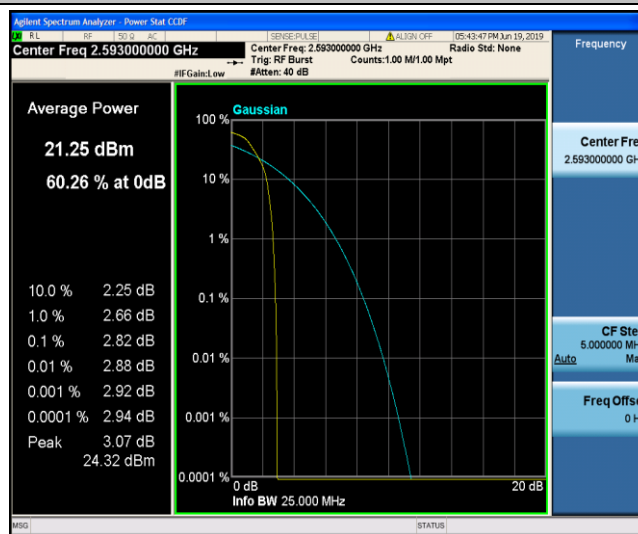 Agilent Spectrum Analyzer - Power Stat CCDF
RL RF 50 Ω AC SENSE:PULSE ALIGN OFF 05:43:47 PM Jun 19, 2019
Center Freq 2.593000000 GHz
Center Freq: 2.593000000 GHz Radio Std: None
Trig: RF Burst Counts:1.00 M/1.00 Mpt
#IFGain:Low #Atten: 40 dB
Frequency
Average Power
21.25 dBm
60.26 % at 0dB
10.0 % 2.25 dB
1.0 % 2.66 dB
0.1 % 2.82 dB
0.01 % 2.88 dB
0.001 % 2.92 dB
0.0001 % 2.94 dB
Peak 3.07 dB
24.32 dBm
Gaussian
100 %
10 %
1 %
0.1 %
0.01 %
0.001 %
0.0001 %
0 dB 20 dB
Info BW 25.000 MHz
Center Fre
2.593000000 GH
CF Ste
5.000000 MH
Auto Ma
Freq Offse
0 H
MSG STATUS